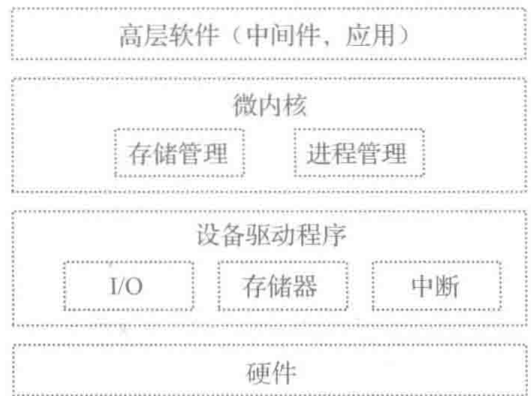 高层软件（中间件，应用）
微内核
存储管理 进程管理
设备驱动程序
I/O 存储器 中断
硬件